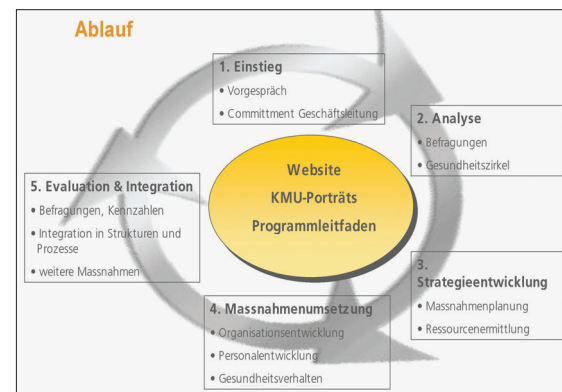 Ablauf
1. Einstieg
• Vorgespräch
• Committment Geschäftsleitung
2. Analyse
• Befragungen
• Gesundheitszirkel
Website
KMU-Porträts
Programmleitfaden
3.
Strategieentwicklung
• Massnahmenplanung
• Ressourcenermittlung
4. Massnahmenumsetzung
• Organisationsentwicklung
• Personalentwicklung
• Gesundheitsverhalten
5. Evaluation & Integration
• Befragungen, Kennzahlen
• Integration in Strukturen und
Prozesse
• weitere Massnahmen